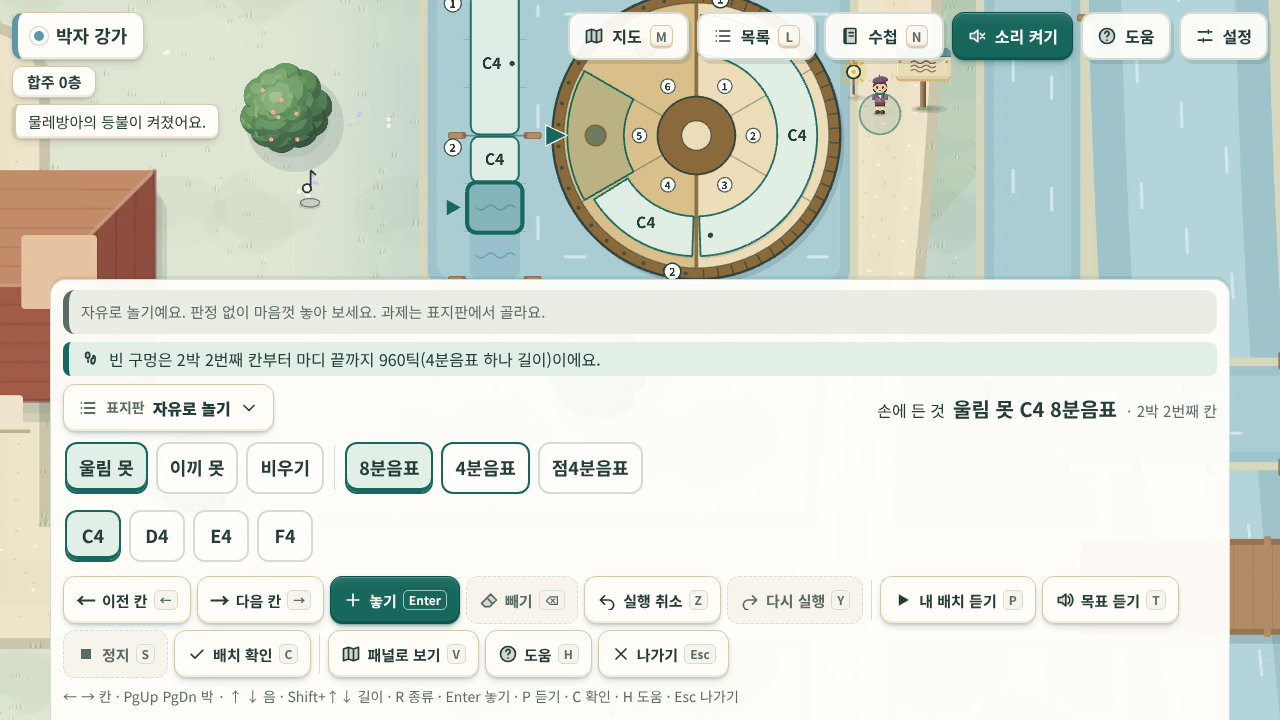 박자 강가
지도 M
목록 L
수첩 N
소리 켜기
도움
설정
합주 0층
물레방아의 등불이 켜졌어요.
1
C4
2
C4
1
6
1
5
2
C4
4
3
C4
2
자유로 놀기예요. 판정 없이 마음껏 놓아 보세요. 과제는 표지판에서 골라요.
빈 구멍은 2박 2번째 칸부터 마디 끝까지 960틱(4분음표 하나 길이)이에요.
표지판 자유로 놀기
손에 든 것 울림 못 C4 8분음표 · 2박 2번째 칸
울림 못 이끼 못 비우기 8분음표 4분음표 점4분음표
C4 D4 E4 F4
← 이전 칸 ← → 다음 칸 → + 놓기 Enter 빼기 ⌫ 실행 취소 Z 다시 실행 Y 내 배치 듣기 P 목표 듣기 T
정지 S 배치 확인 C 패널로 보기 V 도움 H 나가기 Esc
← → 칸 · PgUp PgDn 박 · ↑ ↓ 음 · Shift+↑ ↓ 길이 · R 종류 · Enter 놓기 · P 듣기 · C 확인 · H 도움 · Esc 나가기